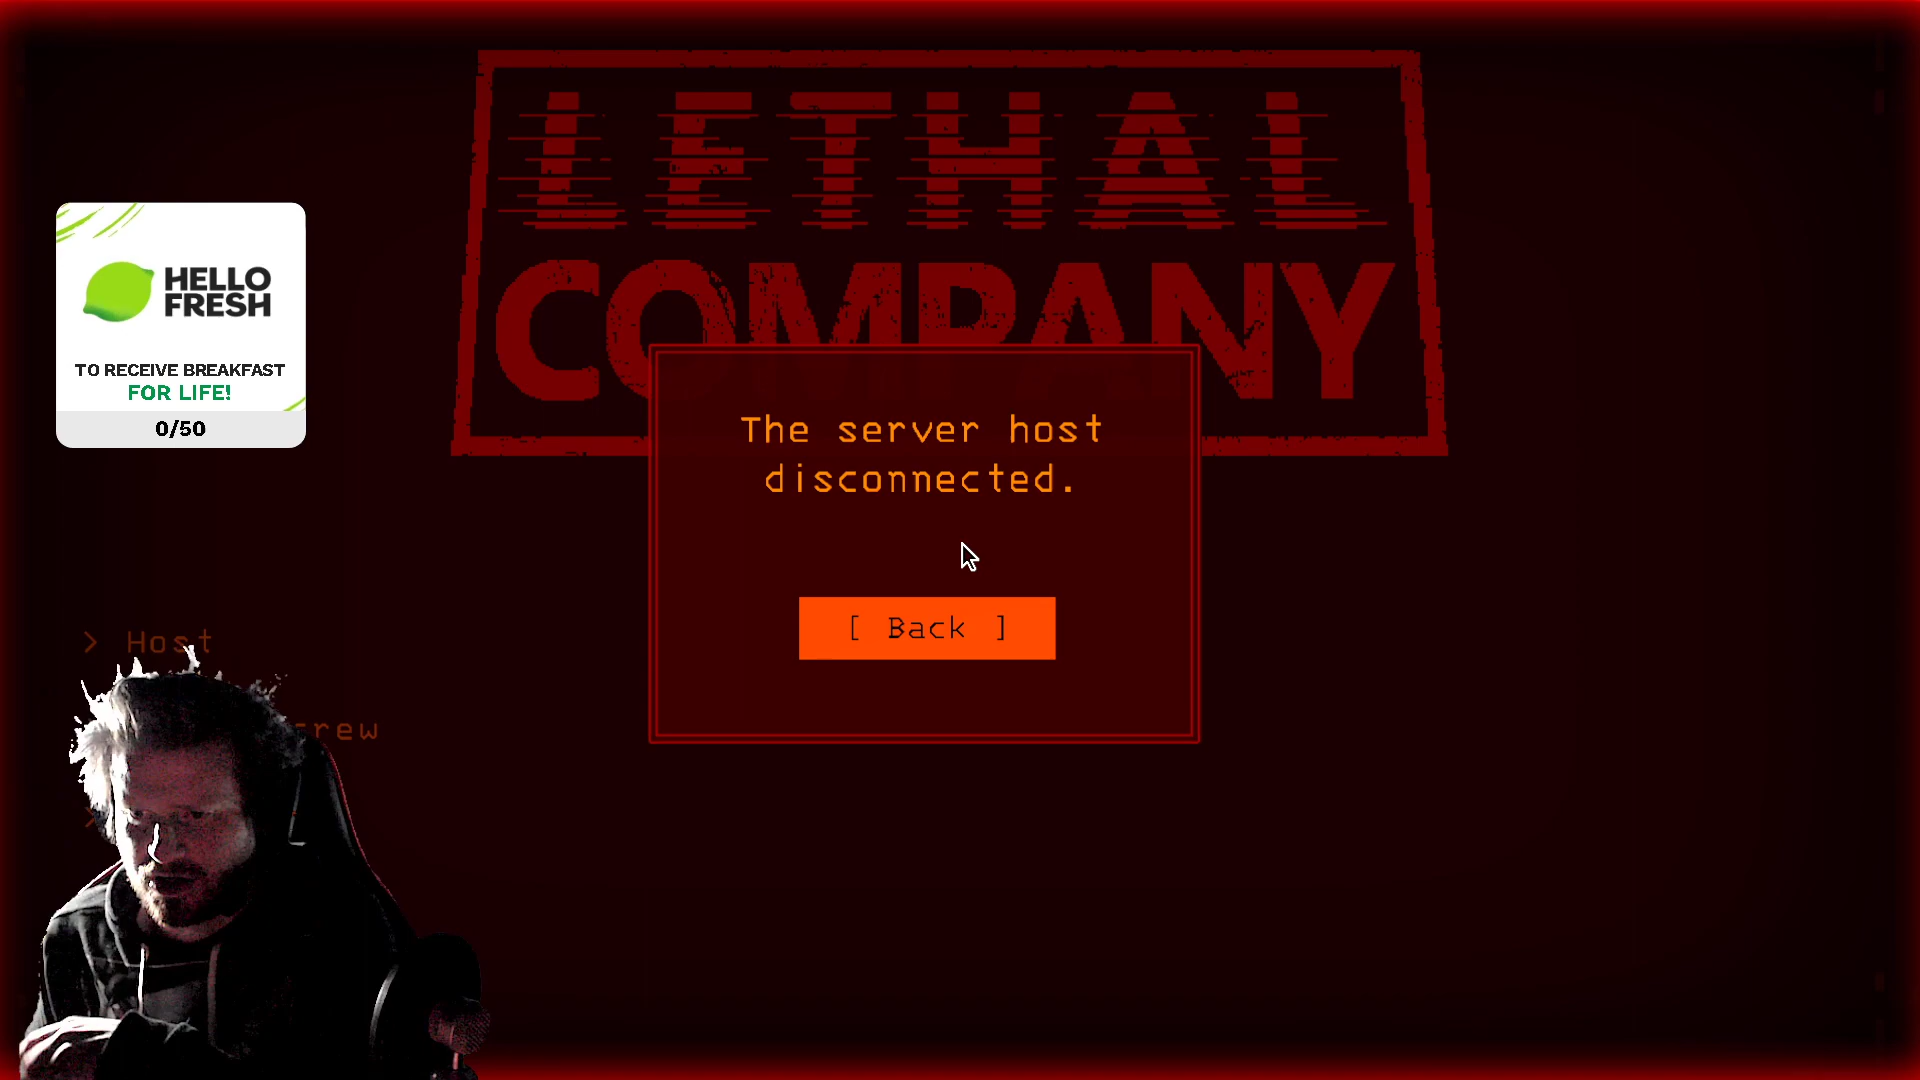 LETHAL
COMPANY
HELLO
FRESH
TO RECEIVE BREAKFAST
FOR LIFE!
0/50
The server host
disconnected.
[ Back ]
> Host
rew
>